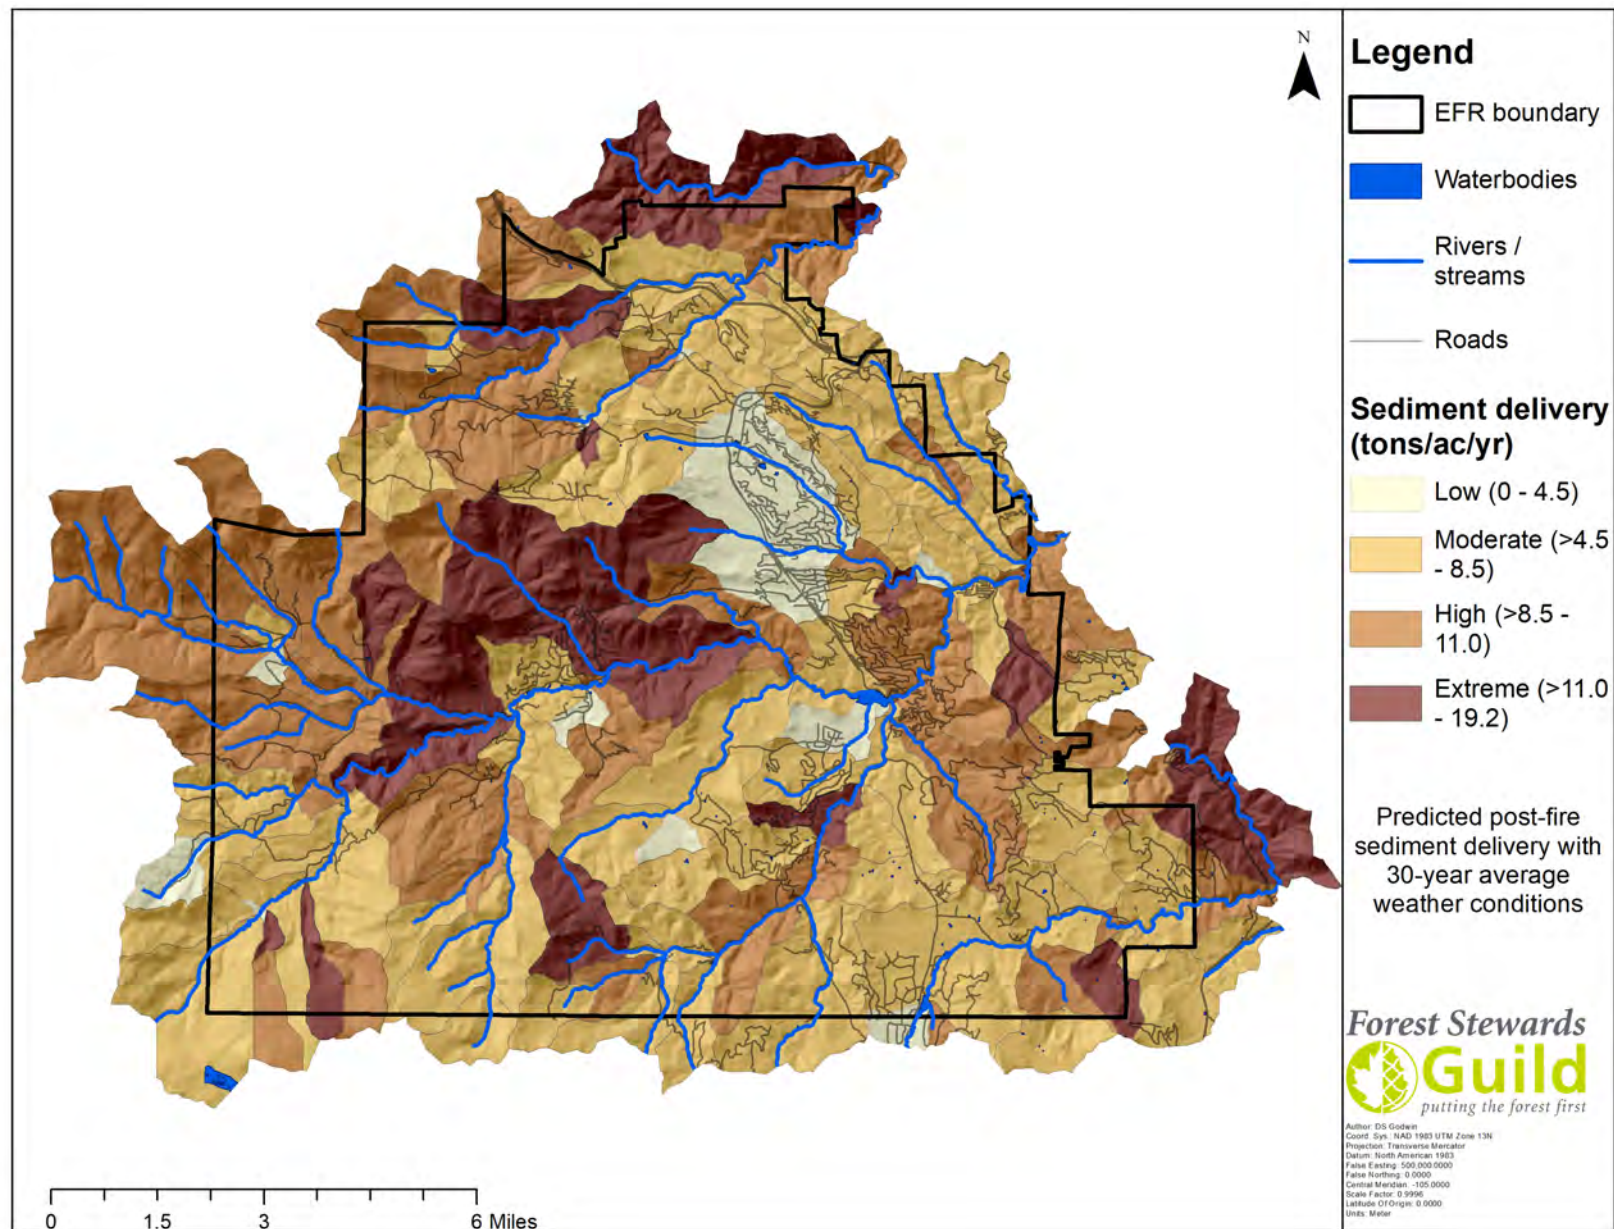 N
Legend
EFR boundary
Waterbodies
Rivers /
streams
Roads
Sediment delivery
(tons/ac/yr)
Low (0 - 4.5)
Moderate (>4.5
- 8.5)
High (>8.5 -
11.0)
Extreme (>11.0
- 19.2)
Predicted post-fire
sediment delivery with
30-year average
weather conditions
Forest Stewards
Guild
putting the forest first
Author: DS Godwin
Coord. Sys.: NAD 1983 UTM Zone 13N
Projection: Transverse Mercator
Datum: North American 1983
False Easting: 500,000.0000
False Northing: 0.0000
Central Meridian: -105.0000
Scale Factor: 0.9996
Latitude Of Origin: 0.0000
Units: Meter
0 1.5 3 6 Miles